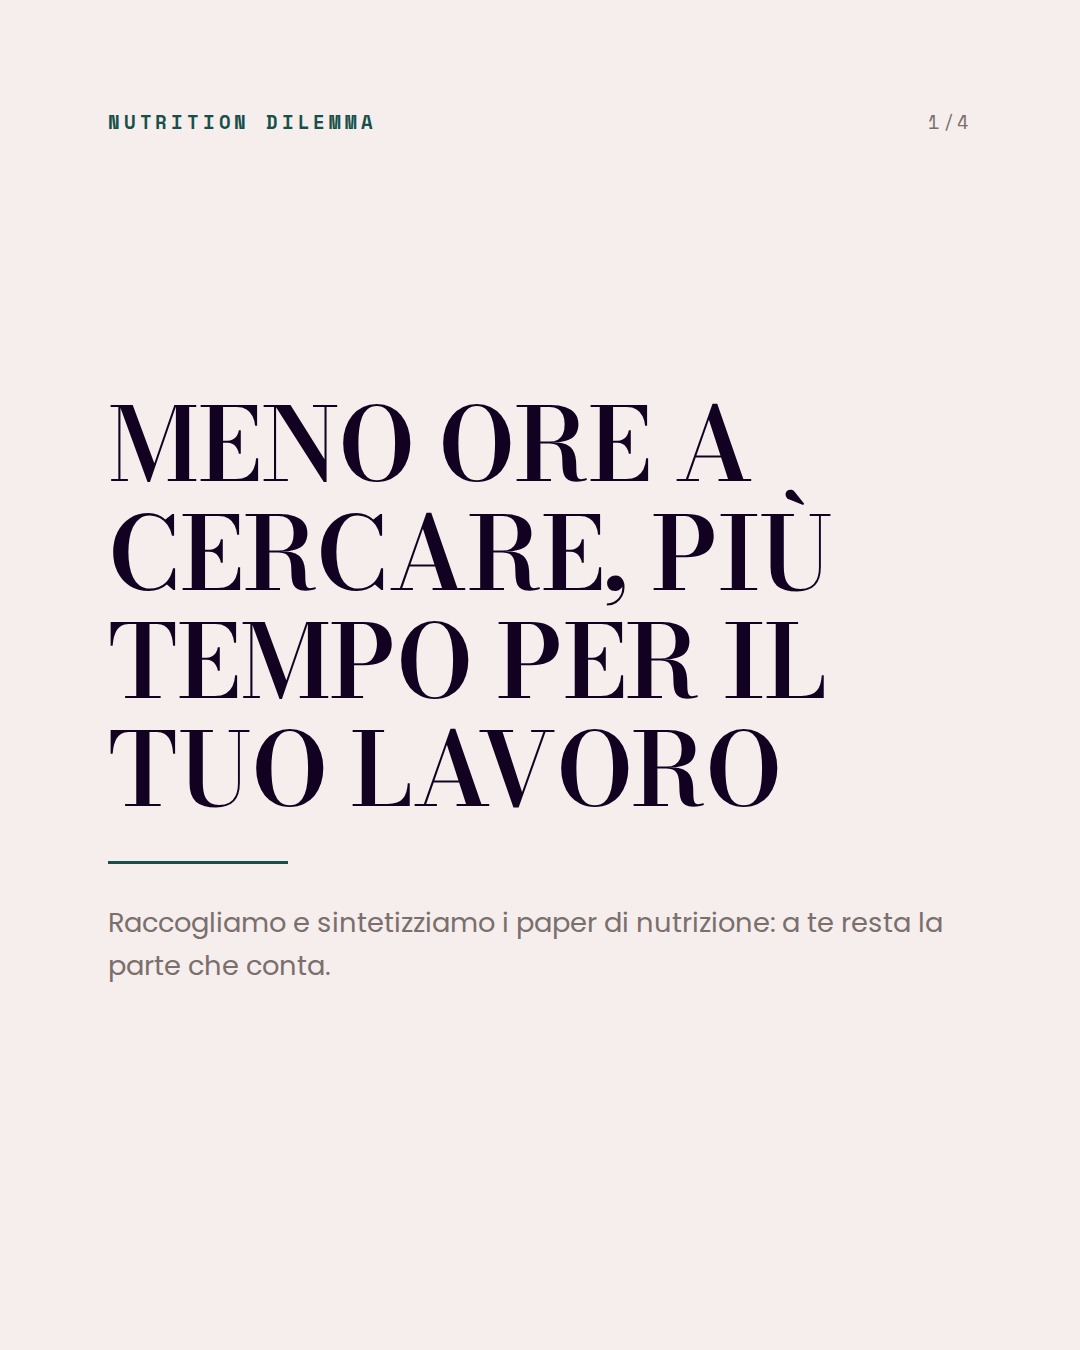 NUTRITION DILEMMA
1/4
MENO ORE A
CERCARE, PIÙ
TEMPO PER IL
TUO LAVORO
Raccogliamo e sintetizziamo i paper di nutrizione: a te resta la
parte che conta.